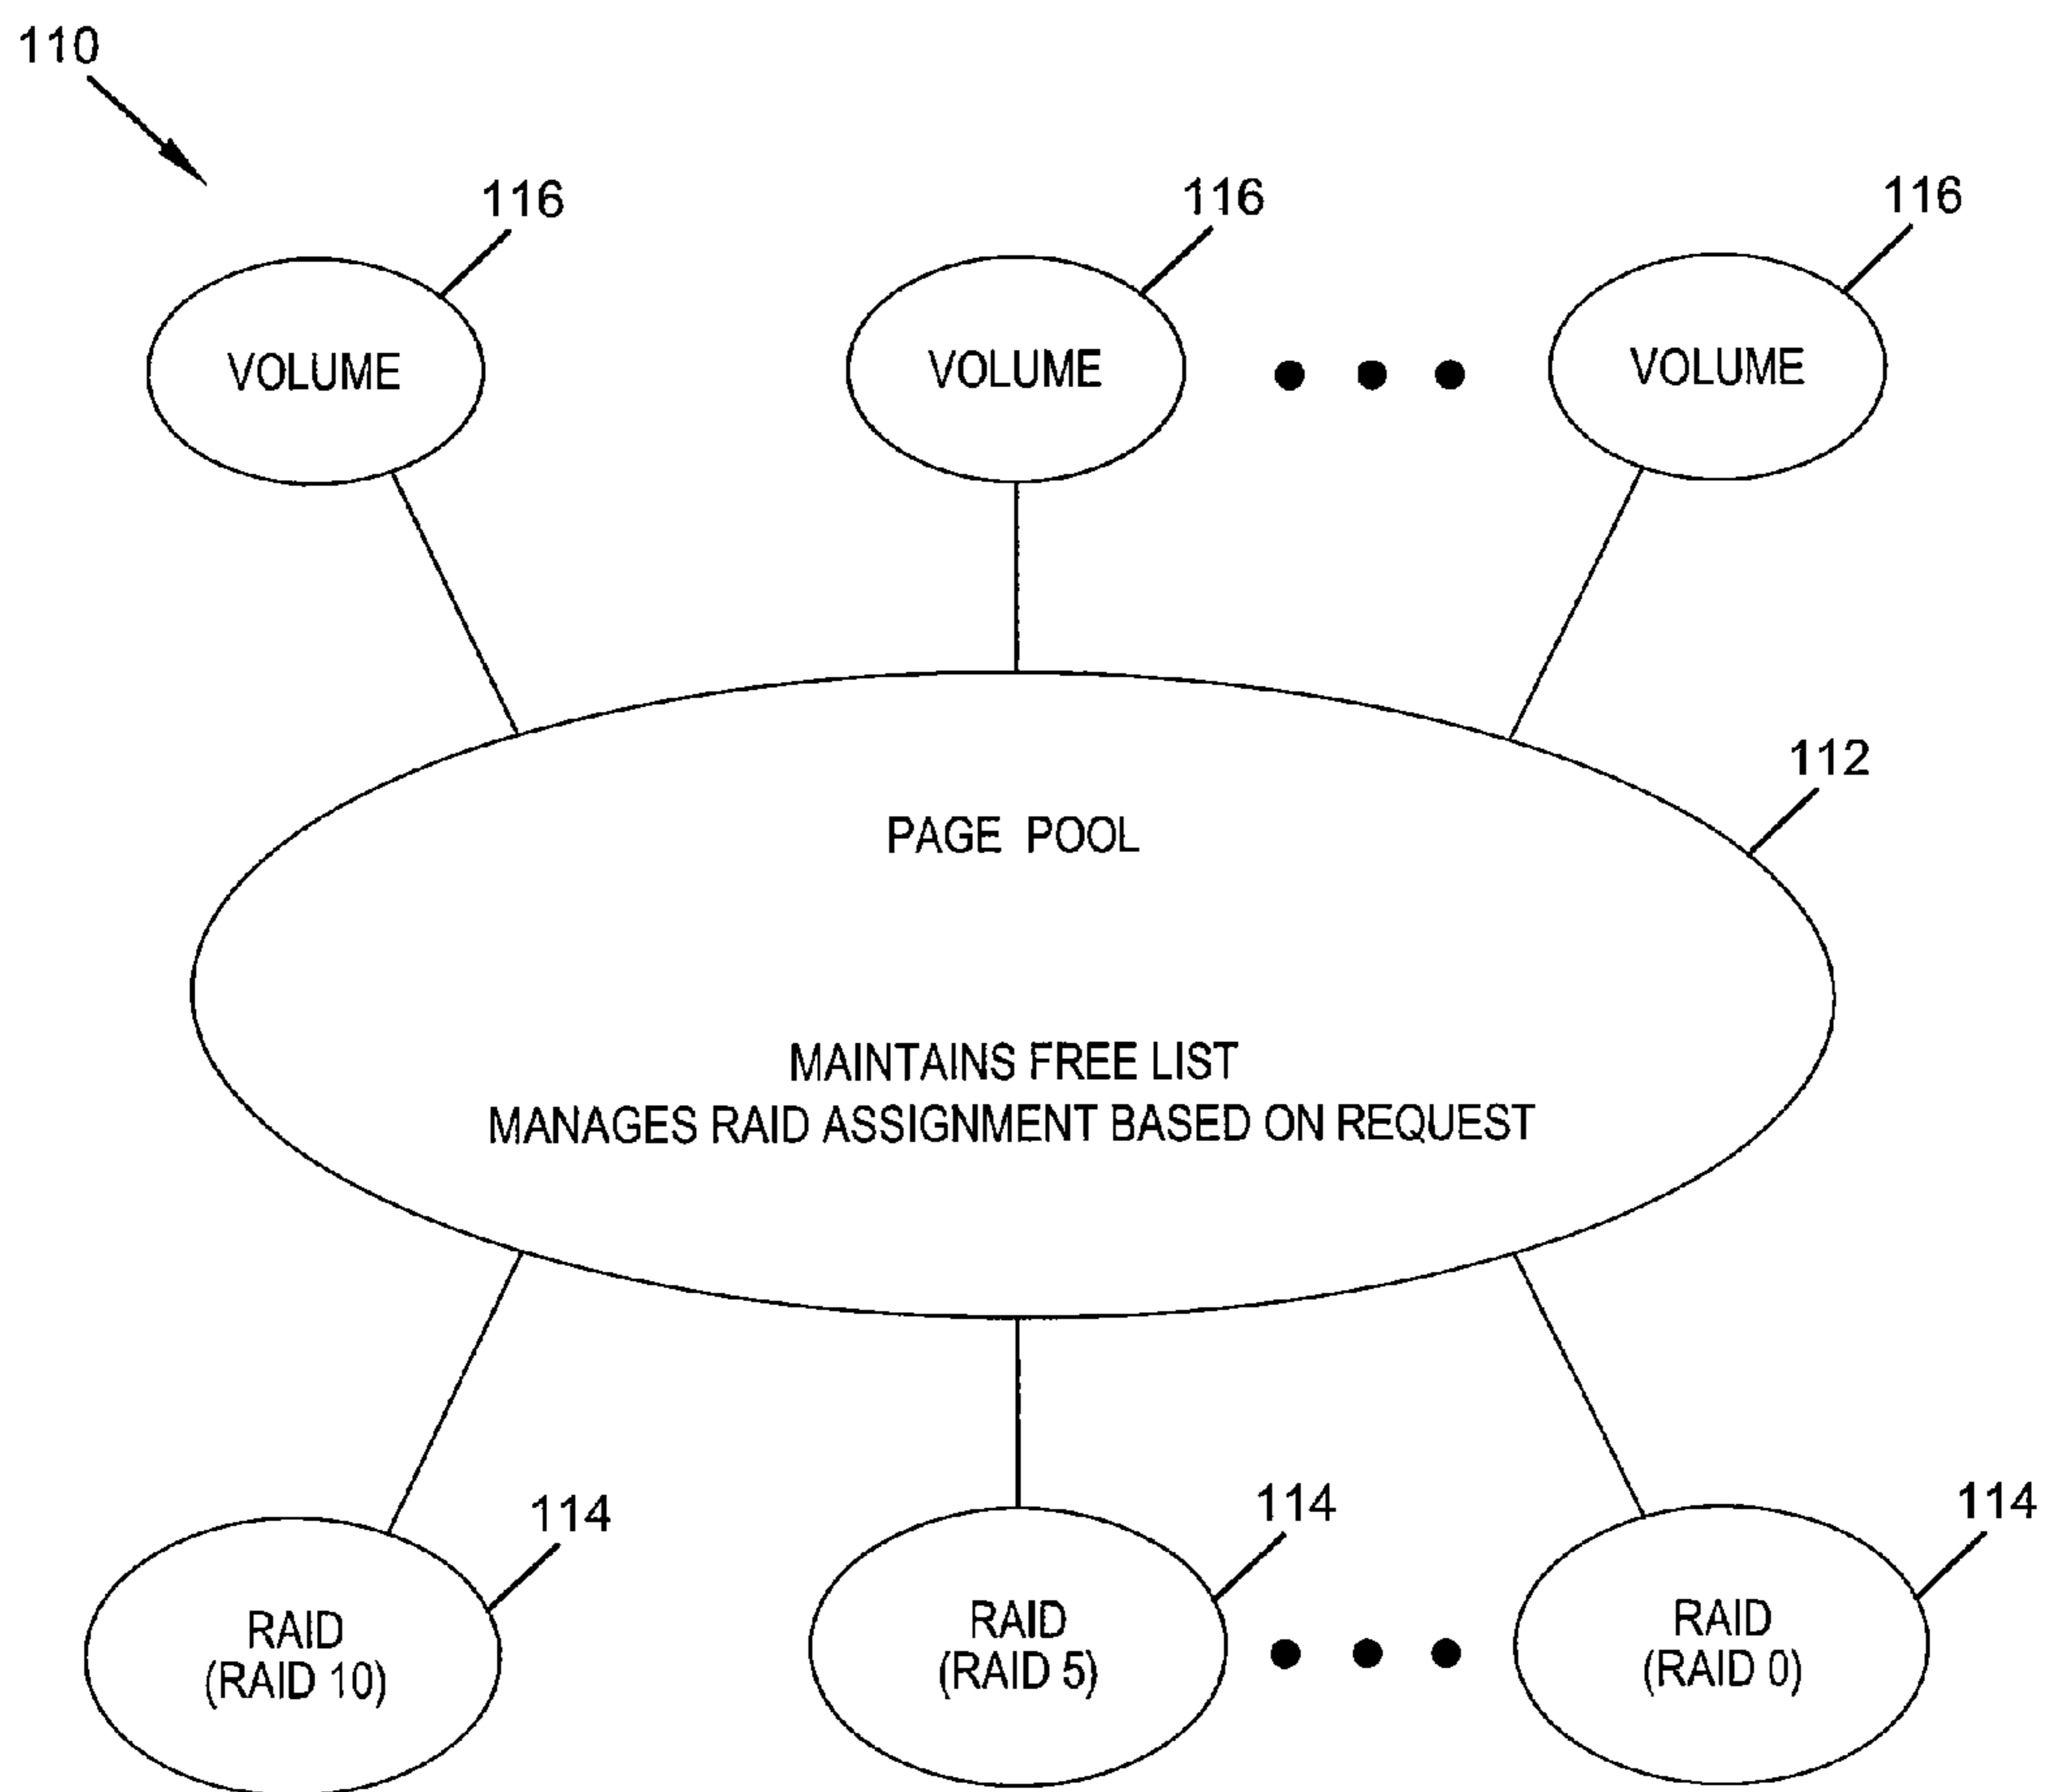 110
116
116
116
VOLUME
VOLUME
VOLUME
112
PAGE POOL
MAINTAINS FREE LIST
MANAGES RAID ASSIGNMENT BASED ON REQUEST
114
114
114
RAID
(RAID 10)
RAID
(RAID 5)
RAID
(RAID 0)